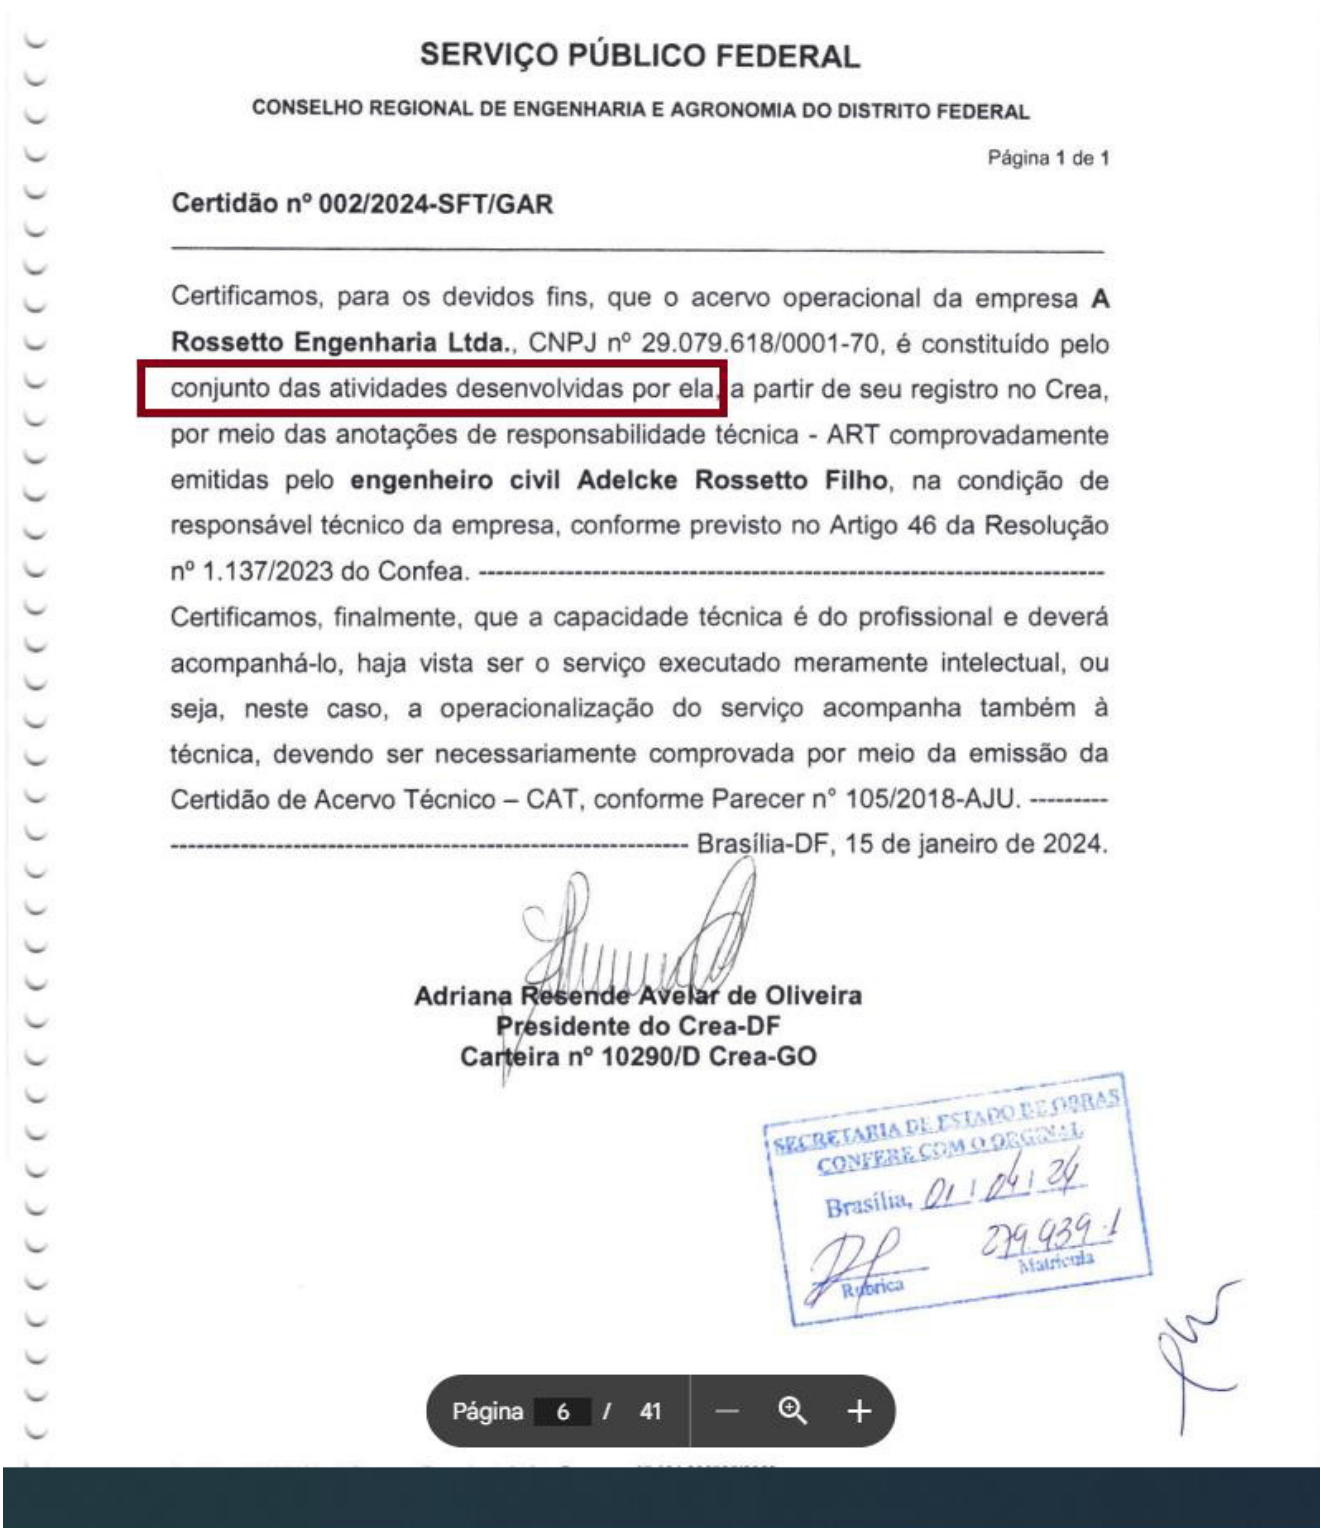 SERVIÇO PÚBLICO FEDERAL
CONSELHO REGIONAL DE ENGENHARIA E AGRONOMIA DO DISTRITO FEDERAL
Página 1 de 1
Certidão nº 002/2024-SFT/GAR
Certificamos, para os devidos fins, que o acervo operacional da empresa A
Rossetto Engenharia Ltda., CNPJ nº 29.079.618/0001-70, é constituído pelo
conjunto das atividades desenvolvidas por ela, a partir de seu registro no Crea,
por meio das anotações de responsabilidade técnica - ART comprovadamente
emitidas pelo engenheiro civil Adelcke Rossetto Filho, na condição de
responsável técnico da empresa, conforme previsto no Artigo 46 da Resolução
nº 1.137/2023 do Confea. ------------------------------------------------------------------------
Certificamos, finalmente, que a capacidade técnica é do profissional e deverá
acompanhá-lo, haja vista ser o serviço executado meramente intelectual, ou
seja, neste caso, a operacionalização do serviço acompanha também à
técnica, devendo ser necessariamente comprovada por meio da emissão da
Certidão de Acervo Técnico – CAT, conforme Parecer n° 105/2018-AJU. ---------
------------------------------------------------------------ Brasília-DF, 15 de janeiro de 2024.
Adriana Resende Avelar de Oliveira
Presidente do Crea-DF
Carteira nº 10290/D Crea-GO
SECRETARIA DE ESTADO DE OBRAS
CONFERE COM O ORGINAL
Brasília, 01 / 04 / 24
279.939-1
Rubrica Matrícula
Página 6 / 41